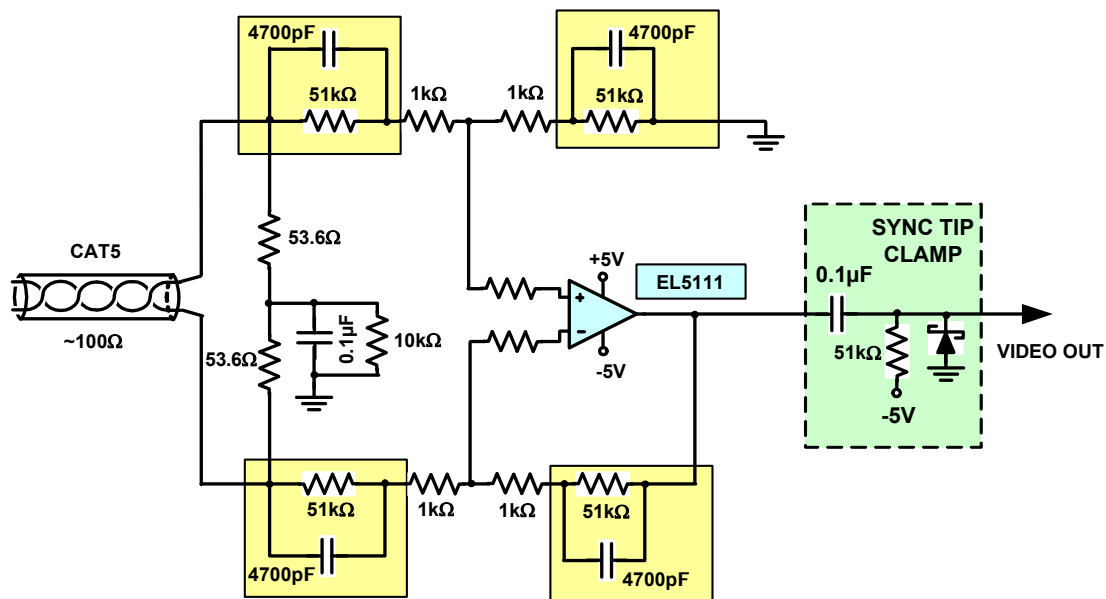 4700pF
51kΩ
1kΩ
1kΩ
4700pF
51kΩ
53.6Ω
CAT5
~100Ω
53.6Ω
0.1µF
10kΩ
+5V
+
−
-5V
EL5111
SYNC TIP
CLAMP
0.1µF
51kΩ
-5V
VIDEO OUT
51kΩ
4700pF
1kΩ
1kΩ
51kΩ
4700pF